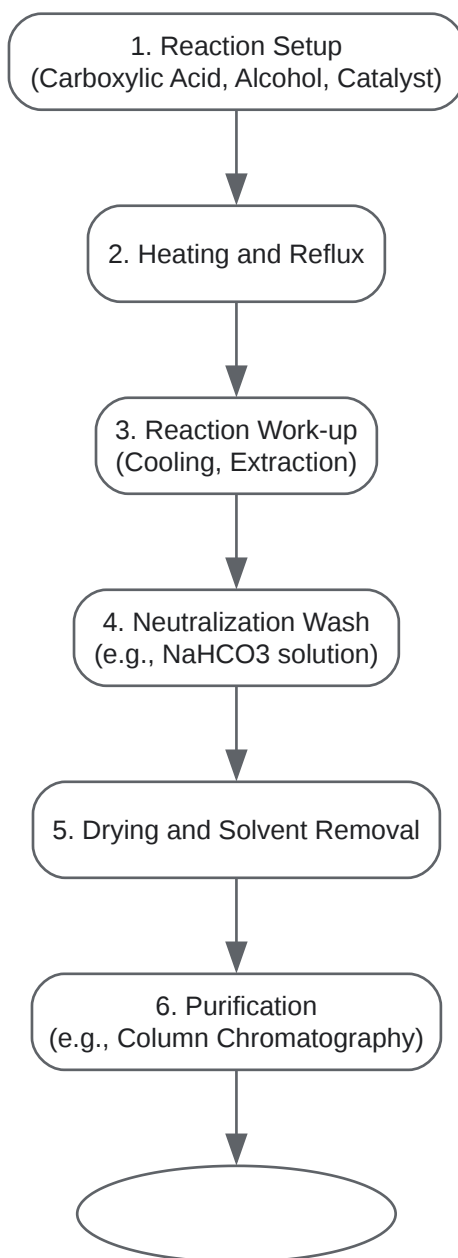 1. Reaction Setup
(Carboxylic Acid, Alcohol, Catalyst)
2. Heating and Reflux
3. Reaction Work-up
(Cooling, Extraction)
4. Neutralization Wash
(e.g., NaHCO3 solution)
5. Drying and Solvent Removal
6. Purification
(e.g., Column Chromatography)